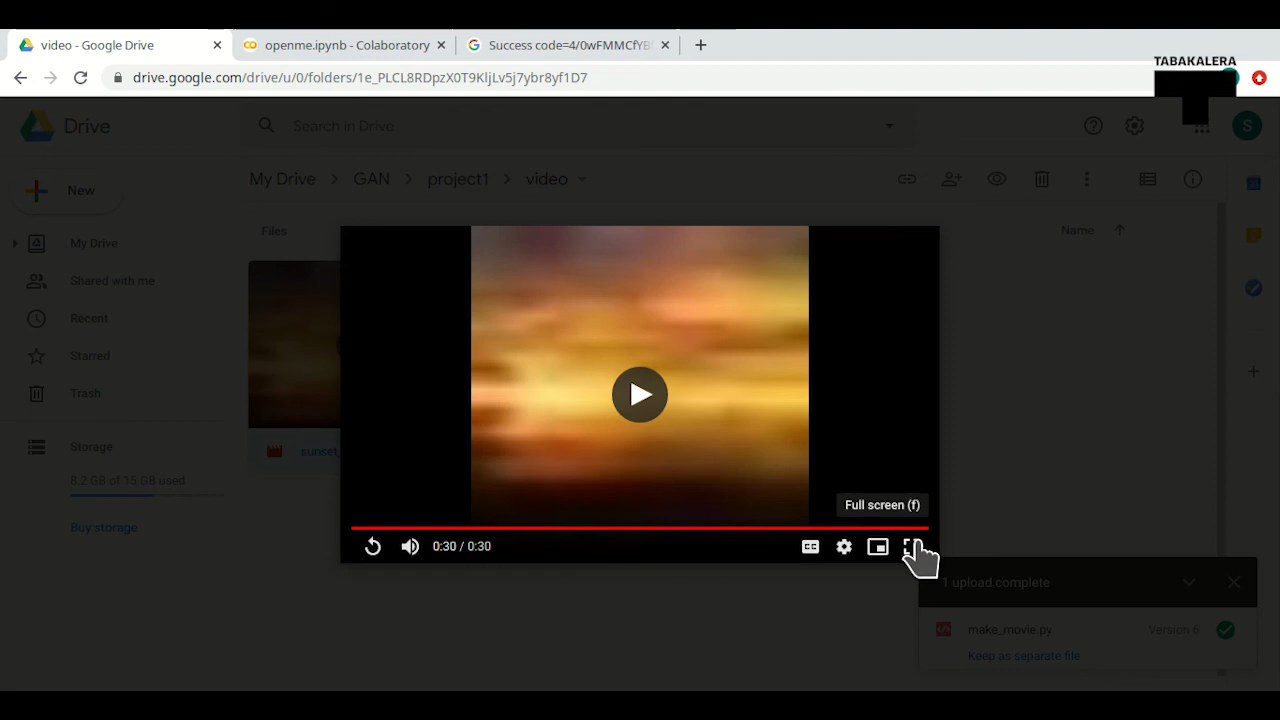 video - Google Drive
openme.ipynb - Colaboratory
Success code=4/0wFMMCfYB
TABAKALERA
drive.google.com/drive/u/0/folders/1e_PLCL8RDpzX0T9KljLv5j7ybr8yf1D7
Drive
Search in Drive
S
New
My Drive
GAN
project1
video
Files
Name
My Drive
Shared with me
Recent
Starred
Trash
Storage
8.2 GB of 15 GB used
Buy storage
sunset_
Full screen (f)
0:30 / 0:30
CC
1 upload complete
make_movie.py
Version 6
Keep as separate file